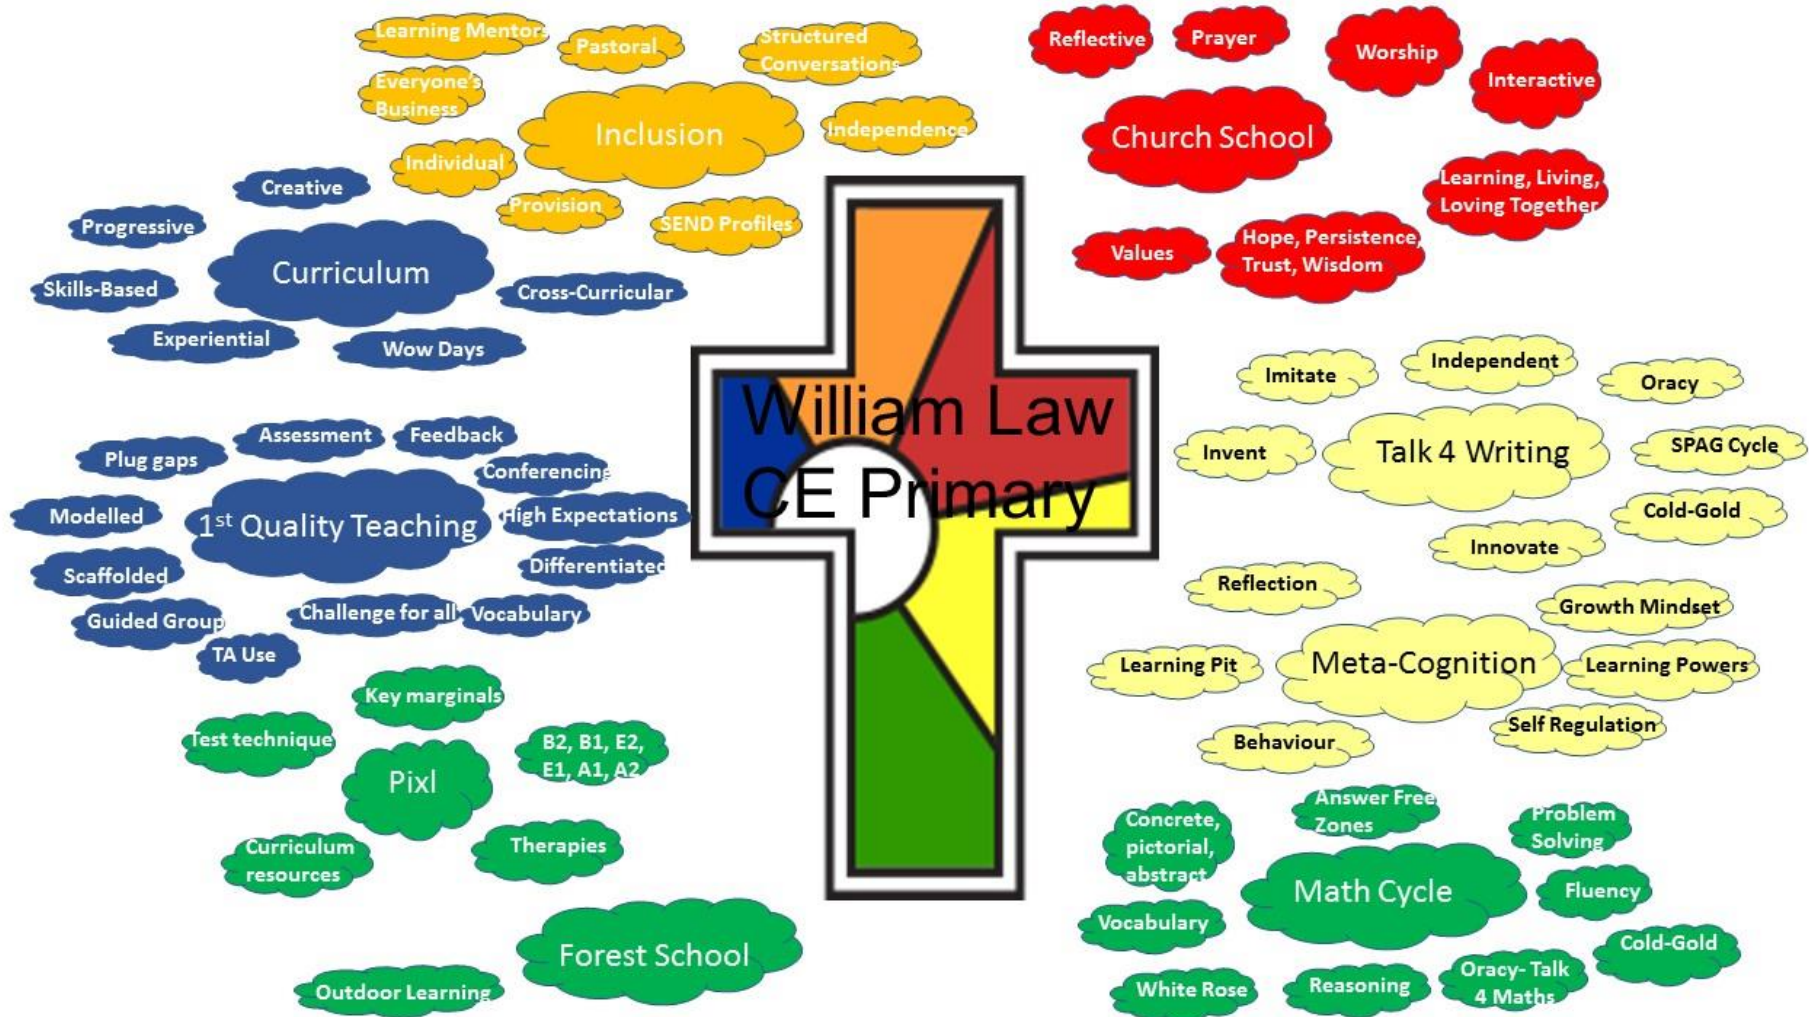 Learning Mentors
Pastoral
Structured
Conversations
Everyone's
Business
Inclusion
Independence
Individual
Provision
SEND Profiles
Reflective
Prayer
Worship
Interactive
Church School
Learning, Living,
Loving Together
Values
Hope, Persistence,
Trust, Wisdom
Creative
Progressive
Curriculum
Skills-Based
Cross-Curricular
Experiential
Wow Days
William Law
CE Primary
Imitate
Independent
Oracy
Invent
Talk 4 Writing
SPAG Cycle
Cold-Gold
Innovate
Assessment
Feedback
Plug gaps
Conferencing
Modelled
1st Quality Teaching
High Expectations
Scaffolded
Differentiated
Guided Group
Challenge for all
Vocabulary
TA Use
Reflection
Growth Mindset
Learning Pit
Meta-Cognition
Learning Powers
Behaviour
Self Regulation
Key marginals
Test technique
Pixl
B2, B1, E2,
E1, A1, A2
Curriculum
resources
Therapies
Forest School
Outdoor Learning
Concrete,
pictorial,
abstract
Answer Free
Zones
Problem
Solving
Math Cycle
Fluency
Vocabulary
Cold-Gold
White Rose
Reasoning
Oracy- Talk
4 Maths